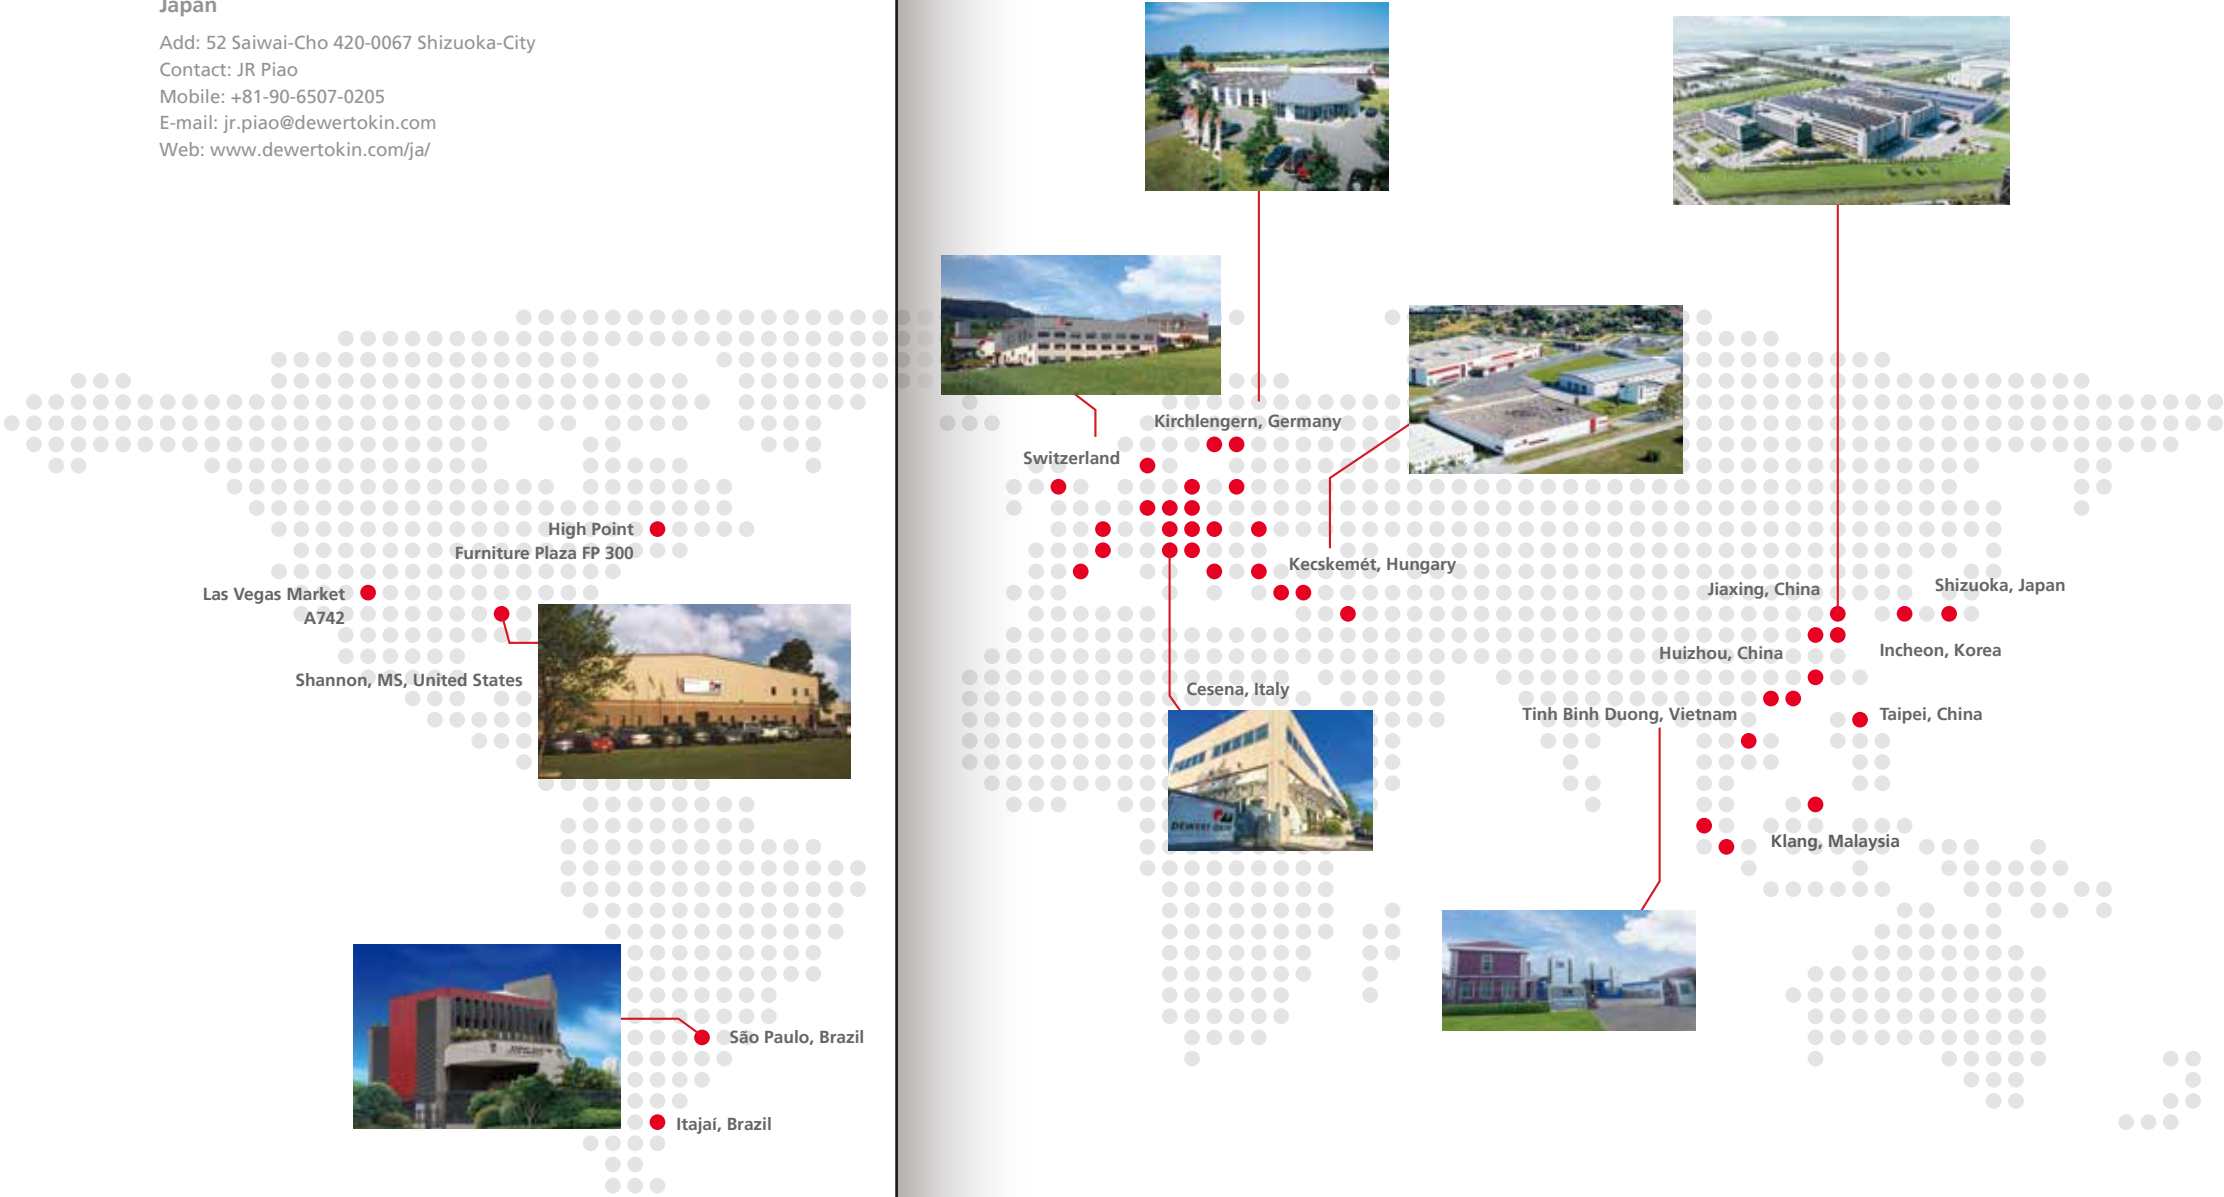 Japan
Add: 52 Saiwai-Cho 420-0067 Shizuoka-City
Contact: JR Piao
Mobile: +81-90-6507-0205
E-mail: jr.piao@dewertokin.com
Web: www.dewertokin.com/ja/
High Point
Furniture Plaza FP 300
Las Vegas Market
A742
Shannon, MS, United States
São Paulo, Brazil
Itajaí, Brazil
Kirchlengern, Germany
Switzerland
Kecskemét, Hungary
Cesena, Italy
DEWERT OKIN
Jiaxing, China
Shizuoka, Japan
Huizhou, China
Incheon, Korea
Tinh Binh Duong, Vietnam
Taipei, China
Klang, Malaysia